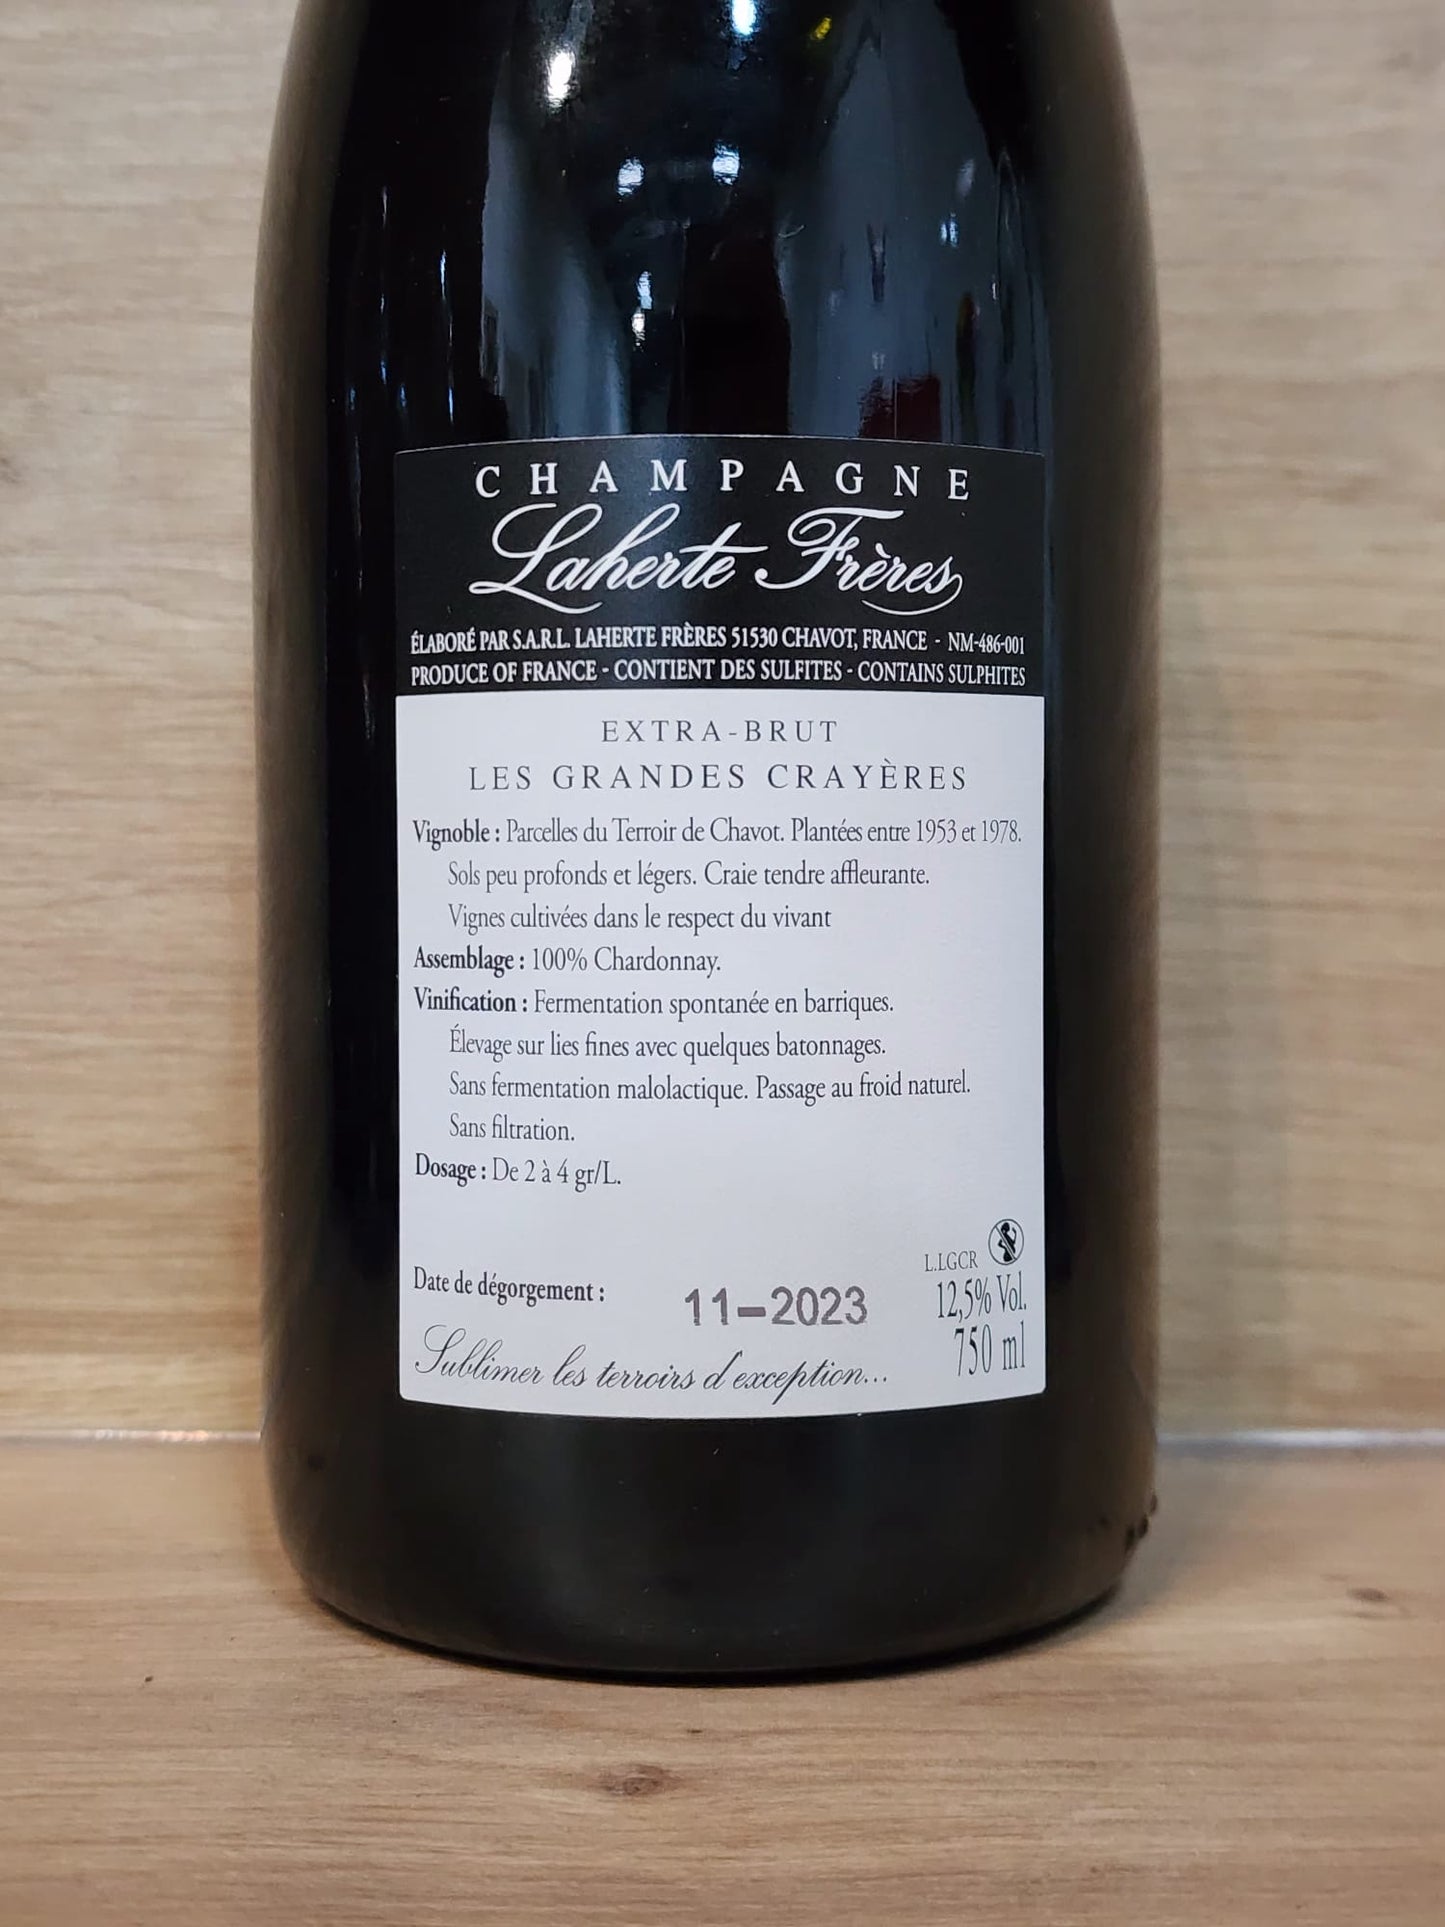 CHAMPAGNE
Laherte Frères
ÉLABORÉ PAR S.A.R.L. LAHERTE FRÈRES 51530 CHAVOT, FRANCE - NM-486-001
PRODUCE OF FRANCE - CONTIENT DES SULFITES - CONTAINS SULPHITES
EXTRA-BRUT
LES GRANDES CRAYÈRES
Vignoble : Parcelles du Terroir de Chavot. Plantées entre 1953 et 1978.
Sols peu profonds et légers. Craie tendre affleurante.
Vignes cultivées dans le respect du vivant
Assemblage : 100% Chardonnay.
Vinification : Fermentation spontanée en barriques.
Élevage sur lies fines avec quelques batonnages.
Sans fermentation malolactique. Passage au froid naturel.
Sans filtration.
Dosage : De 2 à 4 gr/L.
L.LGCR
Date de dégorgement : 11-2023 12,5% Vol.
750 ml
Sublimer les terroirs d'exception...